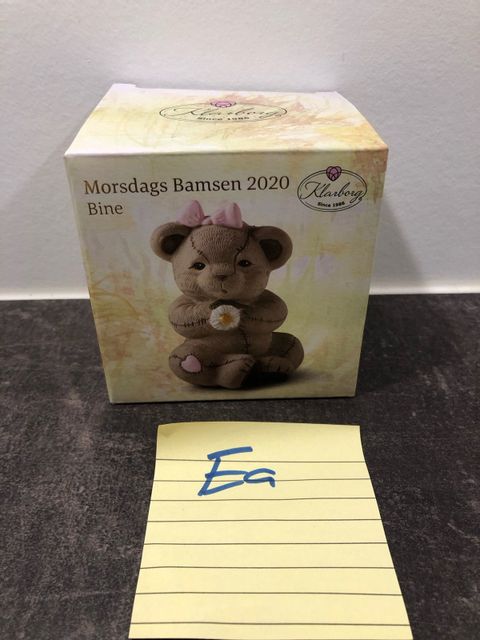 Klarborg
Since 1986
Morsdags Bamsen 2020
Bine
Klarborg
Since 1986
Ea